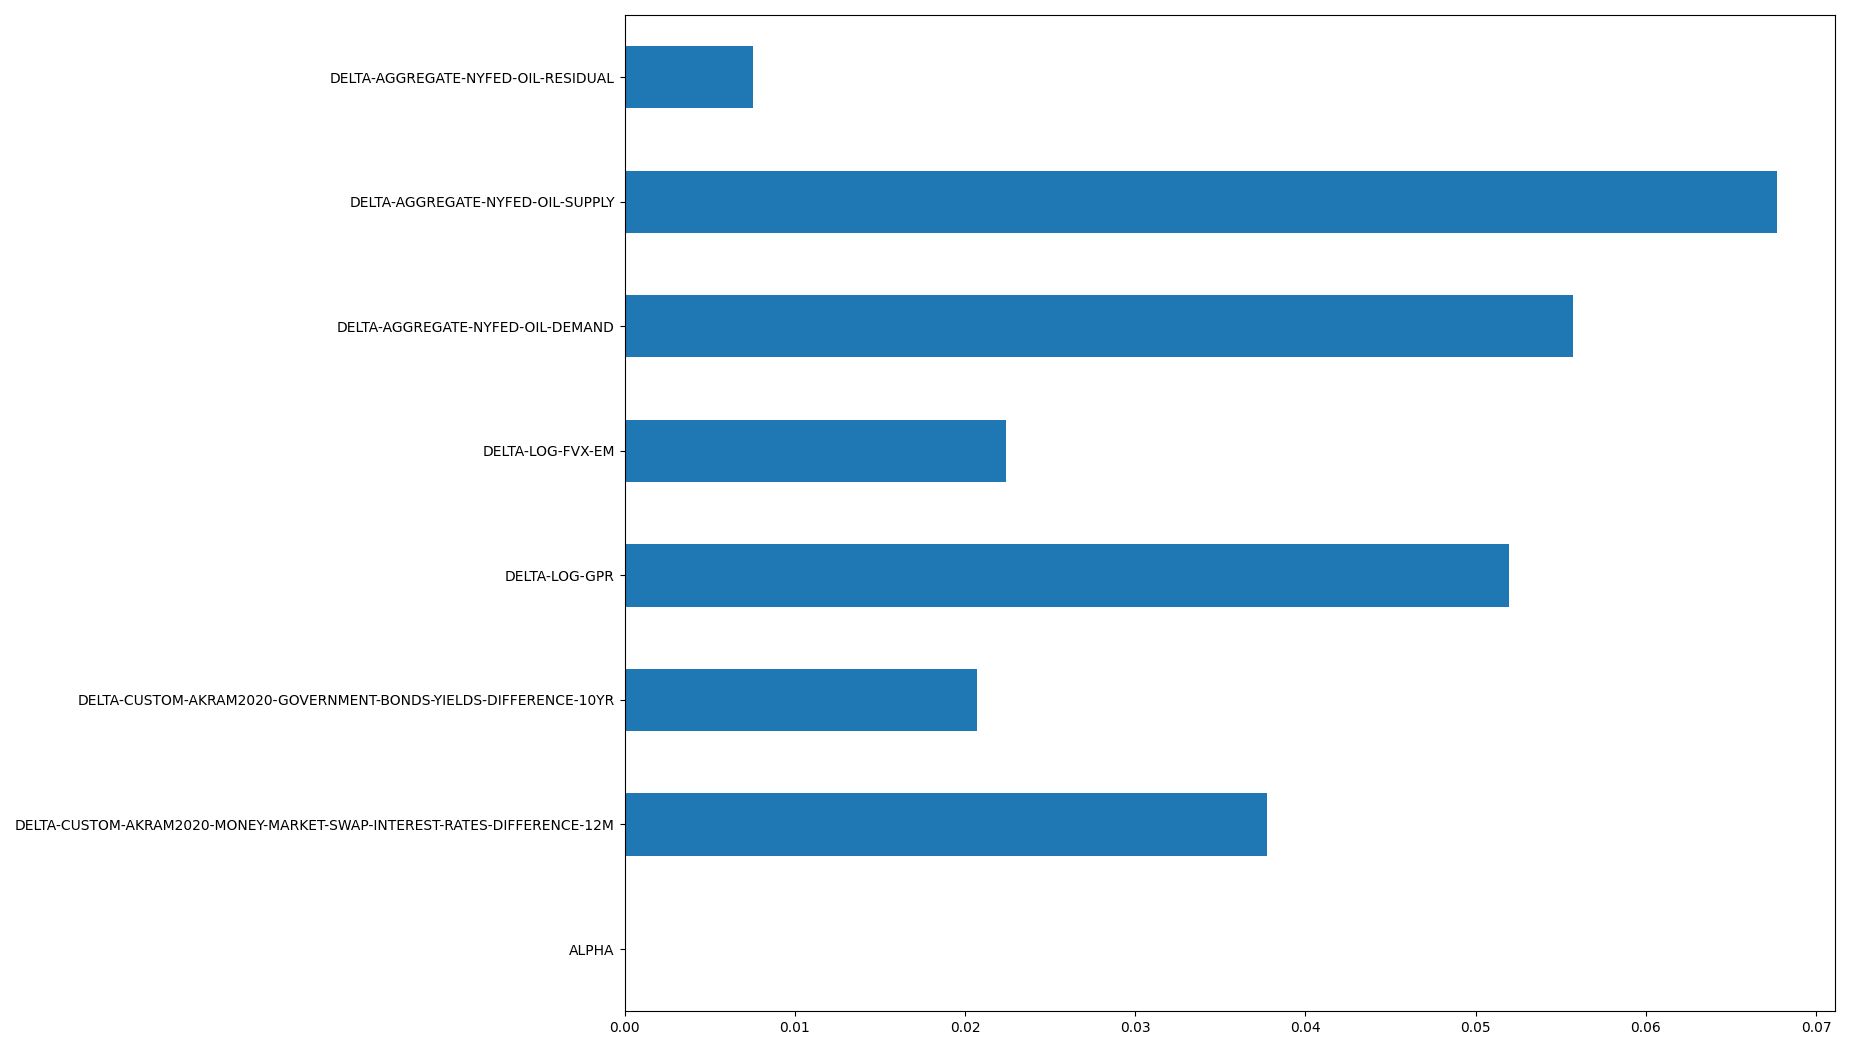 DELTA-AGGREGATE-NYFED-OIL-RESIDUAL
DELTA-AGGREGATE-NYFED-OIL-SUPPLY
DELTA-AGGREGATE-NYFED-OIL-DEMAND
DELTA-LOG-FVX-EM
DELTA-LOG-GPR
DELTA-CUSTOM-AKRAM2020-GOVERNMENT-BONDS-YIELDS-DIFFERENCE-10YR
DELTA-CUSTOM-AKRAM2020-MONEY-MARKET-SWAP-INTEREST-RATES-DIFFERENCE-12M
ALPHA
0.00 0.01 0.02 0.03 0.04 0.05 0.06 0.07